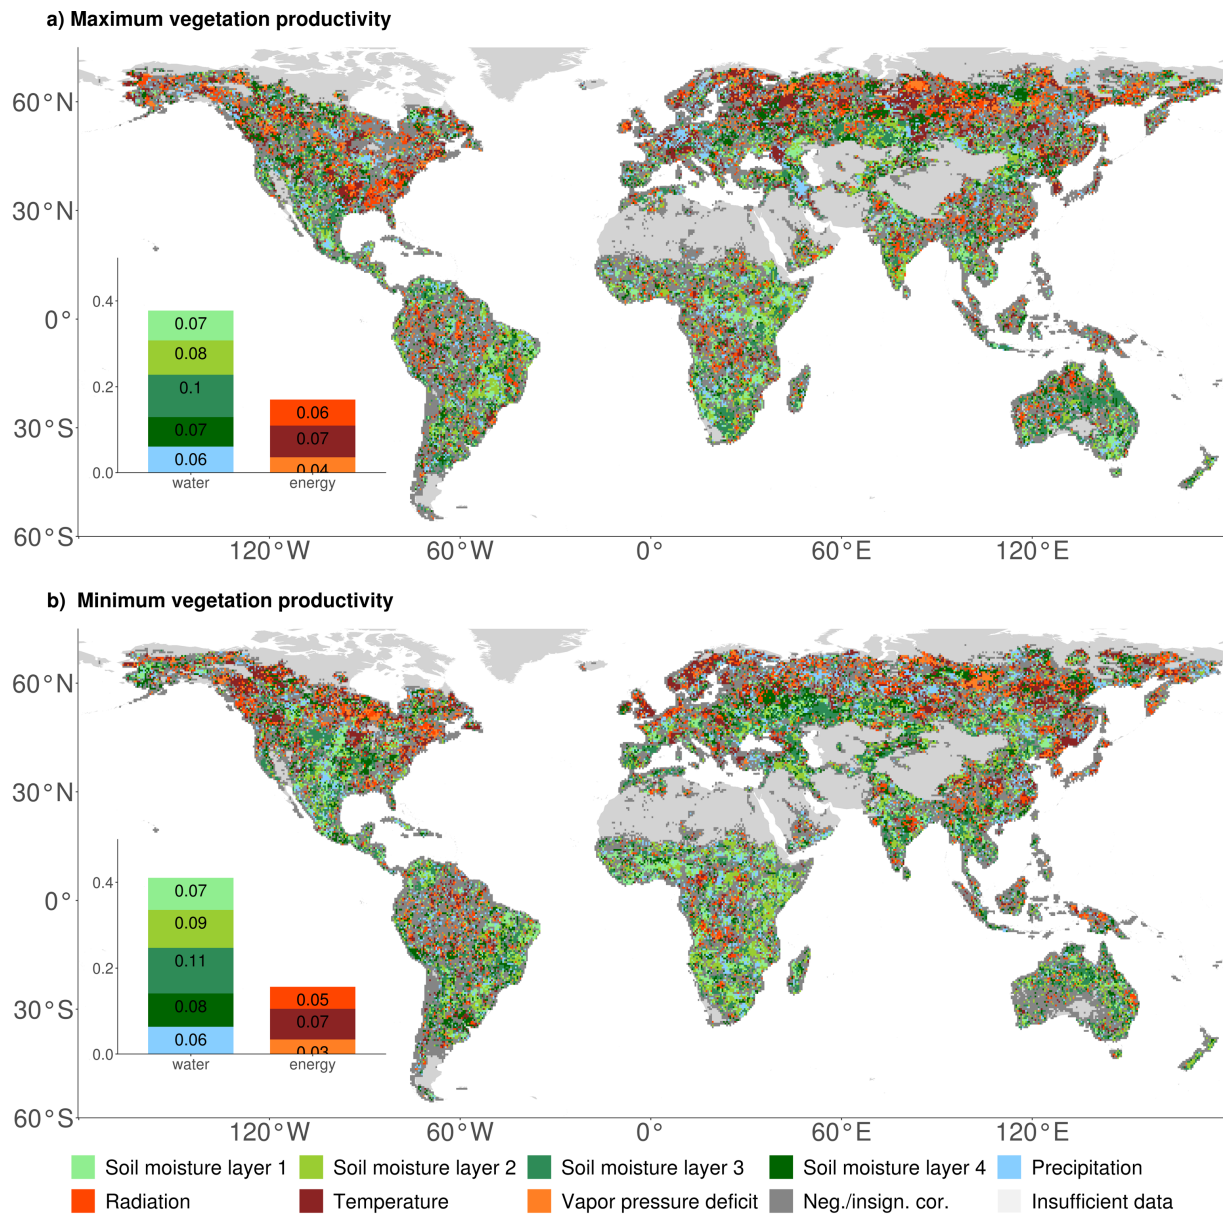 a) Maximum vegetation productivity
60°N
30°N
0°
30°S
60°S
0.4
0.2
0.0
0.07
0.08
0.1
0.07
0.06
0.06
0.07
0.04
water energy
120°W 60°W 0° 60°E 120°E
b) Minimum vegetation productivity
60°N
30°N
0°
30°S
60°S
0.4
0.2
0.0
0.07
0.09
0.11
0.08
0.06
0.05
0.07
0.03
water energy
120°W 60°W 0° 60°E 120°E
Soil moisture layer 1 Soil moisture layer 2 Soil moisture layer 3 Soil moisture layer 4 Precipitation
Radiation Temperature Vapor pressure deficit Neg./insign. cor. Insufficient data